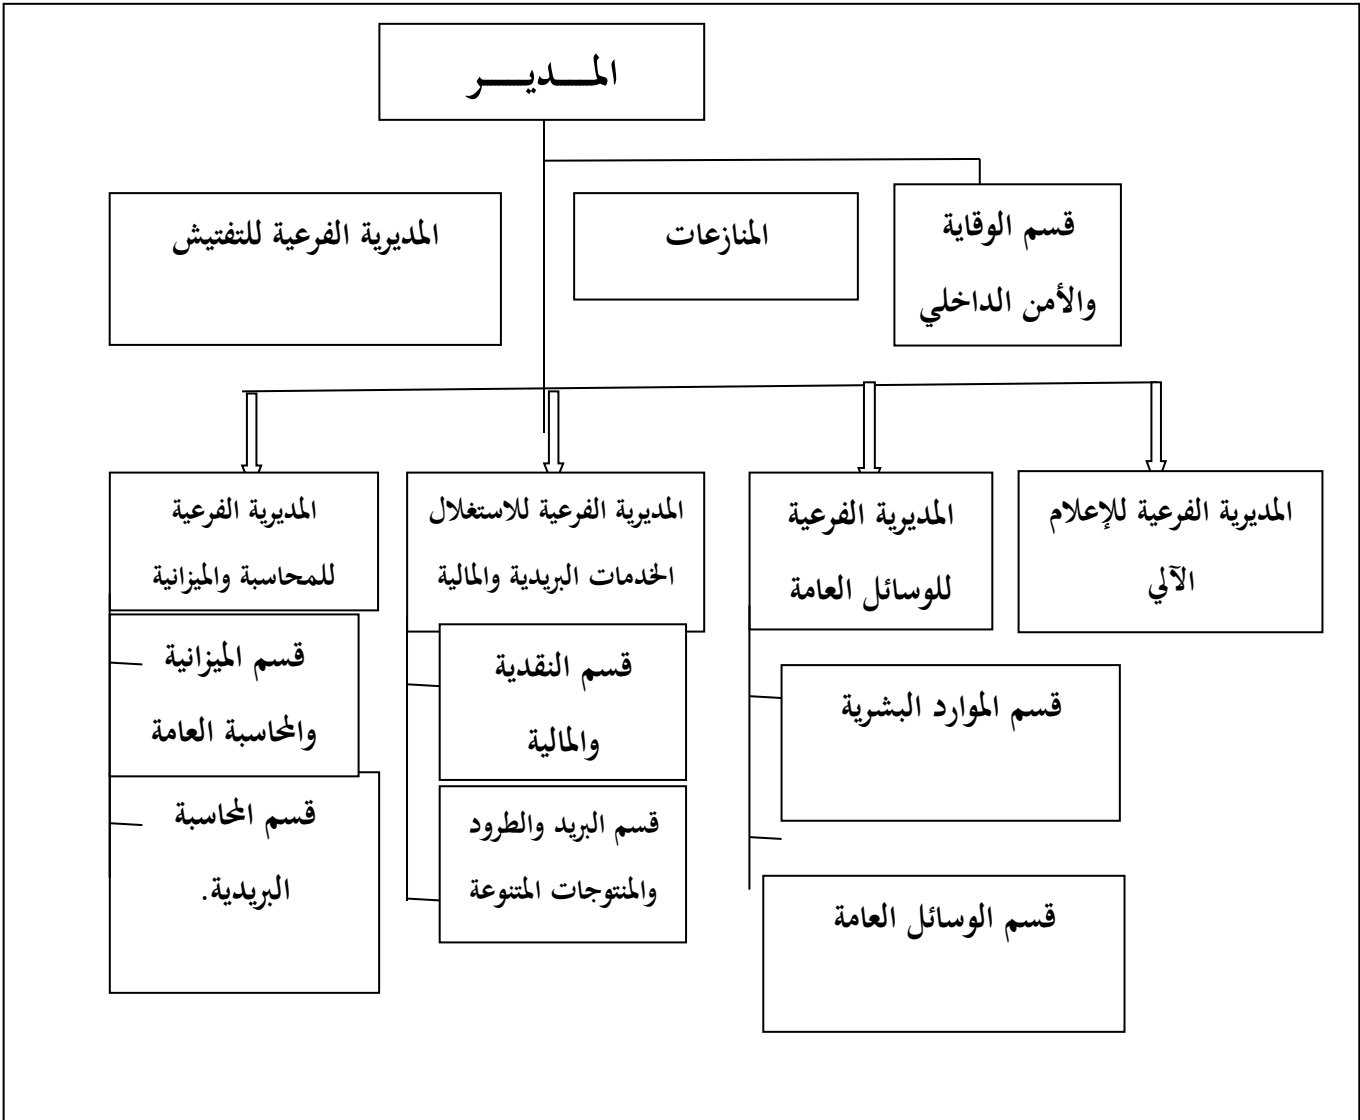 المـــديـــر
قسم الوقاية
والأمن الداخلي
المنازعات
المديرية الفرعية للتفتيش
المديرية الفرعية للإعلام
الآلي
المديرية الفرعية
للوسائل العامة
المديرية الفرعية للاستغلال
الخدمات البريدية والمالية
المديرية الفرعية
للمحاسبة والميزانية
قسم الموارد البشرية
قسم الوسائل العامة
قسم النقدية
والمالية
قسم البريد والطرود
والمنتوجات المتنوعة
قسم الميزانية
والمحاسبة العامة
قسم المحاسبة
البريدية.